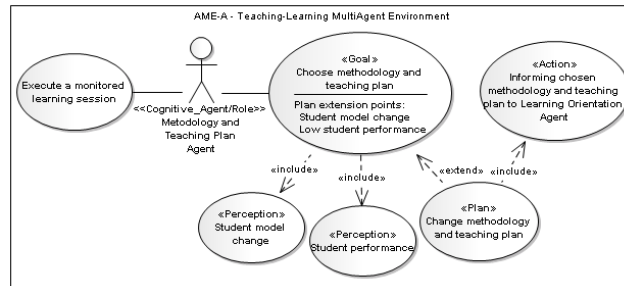 AME-A - Teaching-Learning MultiAgent Environment
Execute a monitored
learning session
<<Cognitive_Agent/Role>>
Metodology and
Teaching Plan
Agent
«Goal»
Choose methodology and
teaching plan
Plan extension points:
Student model change
Low student performance
«Action»
Informing chosen
methodology and teaching
plan to Learning Orientation
Agent
«include»
«include»
«extend»
«include»
«Perception»
Student model
change
«Perception»
Student performance
«Plan»
Change methodology
and teaching plan